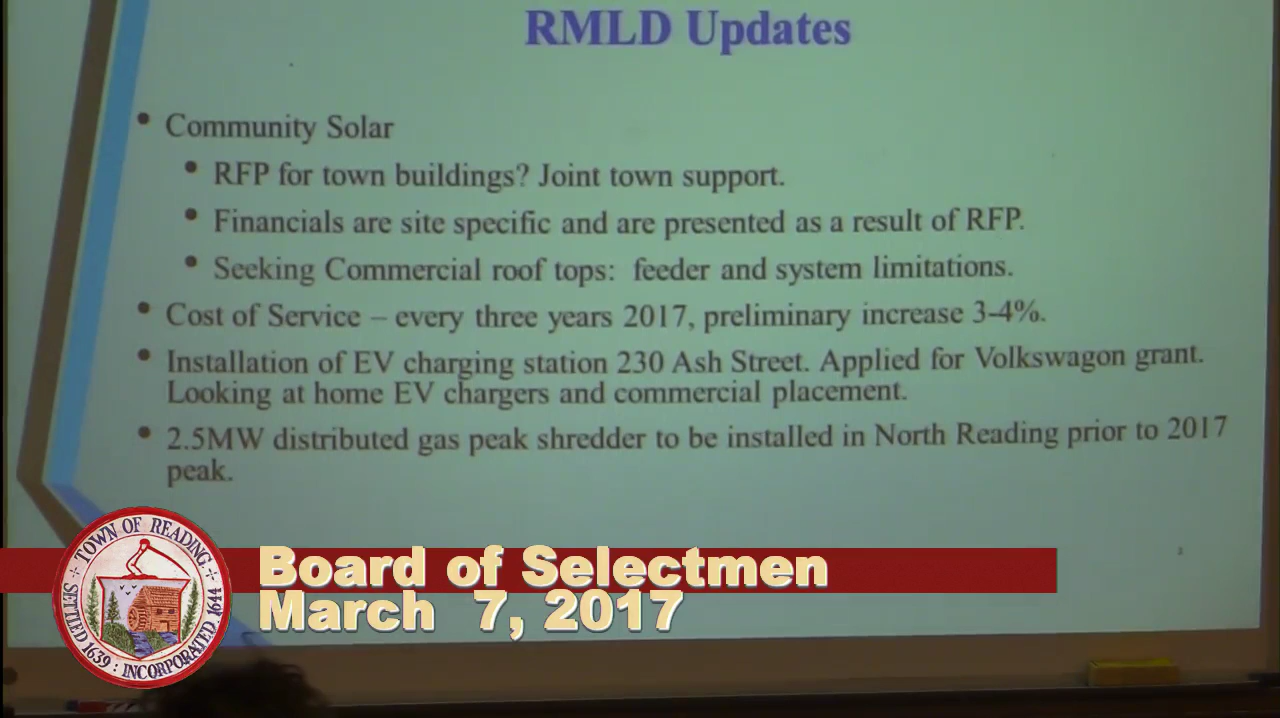 RMLD Updates
• Community Solar
• RFP for town buildings? Joint town support.
• Financials are site specific and are presented as a result of RFP.
• Seeking Commercial roof tops: feeder and system limitations.
• Cost of Service – every three years 2017, preliminary increase 3-4%.
• Installation of EV charging station 230 Ash Street. Applied for Volkswagon grant.
Looking at home EV chargers and commercial placement.
• 2.5MW distributed gas peak shredder to be installed in North Reading prior to 2017
peak.
TOWN OF READING
SETTLED 1639 : INCORPORATED 1644
Board of Selectmen
March 7, 2017